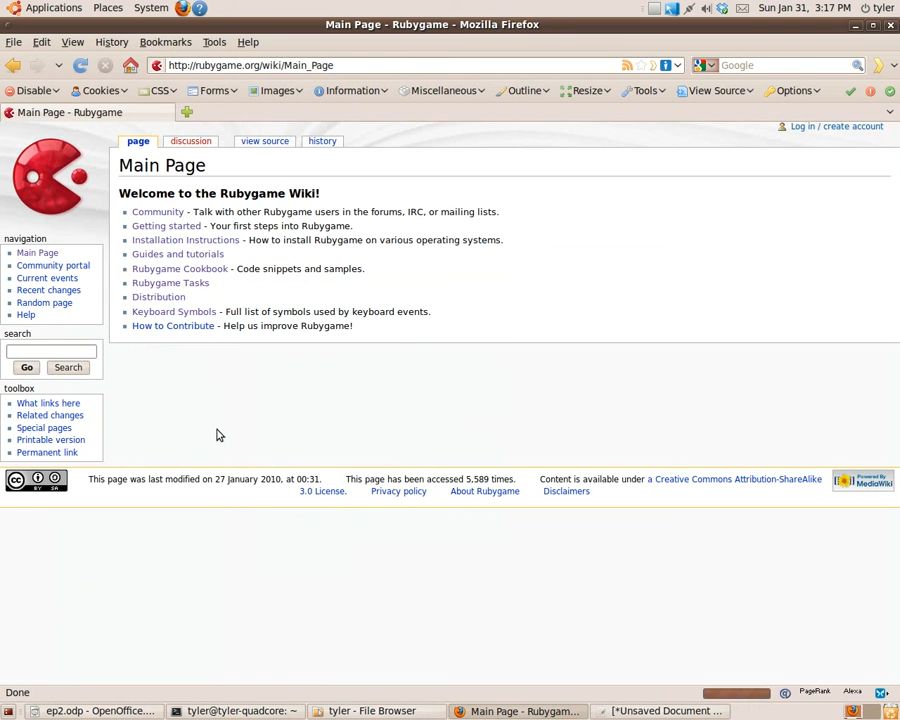 Applications Places System Sun Jan 31, 3:17 PM tyler
Main Page - Rubygame - Mozilla Firefox
File Edit View History Bookmarks Tools Help
http://rubygame.org/wiki/Main_Page Google
Disable Cookies CSS Forms Images Information Miscellaneous Outline Resize Tools View Source Options
Main Page - Rubygame
Log in / create account
page discussion view source history
Main Page
Welcome to the Rubygame Wiki!
Community - Talk with other Rubygame users in the forums, IRC, or mailing lists.
Getting started - Your first steps into Rubygame.
Installation Instructions - How to install Rubygame on various operating systems.
Guides and tutorials
Rubygame Cookbook - Code snippets and samples.
Rubygame Tasks
Distribution
Keyboard Symbols - Full list of symbols used by keyboard events.
How to Contribute - Help us improve Rubygame!
navigation
Main Page
Community portal
Current events
Recent changes
Random page
Help
search
Go Search
toolbox
What links here
Related changes
Special pages
Printable version
Permanent link
cc BY SA
This page was last modified on 27 January 2010, at 00:31. This page has been accessed 5,589 times. Content is available under a Creative Commons Attribution-ShareAlike
3.0 License. Privacy policy About Rubygame Disclaimers
Powered By MediaWiki
Done PageRank Alexa
ep2.odp - OpenOffice.... tyler@tyler-quadcore: ~ tyler - File Browser Main Page - Rubygam... [*Unsaved Document ...